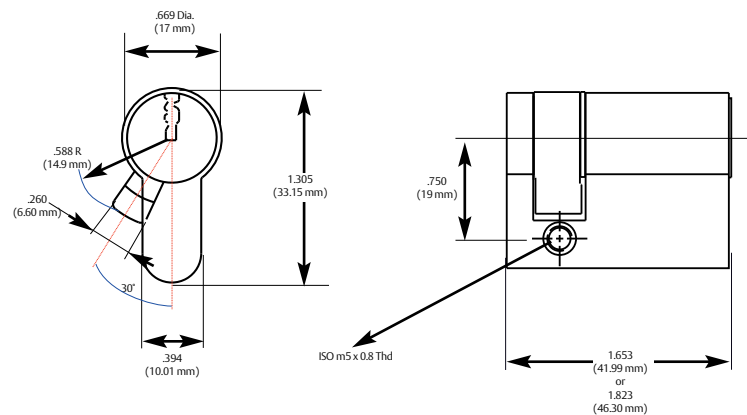 .669 Dia.
(17 mm)
.588 R
(14.9 mm)
.260
(6.60 mm)
30°
1.305
(33.15 mm)
.394
(10.01 mm)
.750
(19 mm)
ISO m5 x 0.8 Thd
1.653
(41.99 mm)
or
1.823
(46.30 mm)